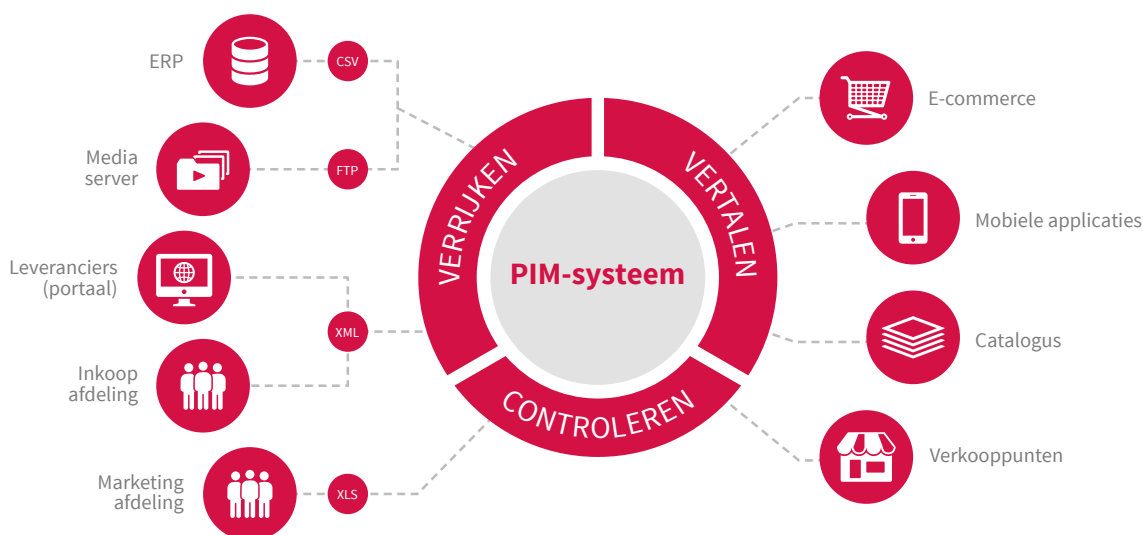 ERP
CSV
Media
server
FTP
Leveranciers
(portaal)
XML
Inkoop
afdeling
Marketing
afdeling
XLS
VERRIJKEN
VERTALEN
CONTROLEREN
PIM-systeem
E-commerce
Mobiele applicaties
Catalogus
Verkooppunten